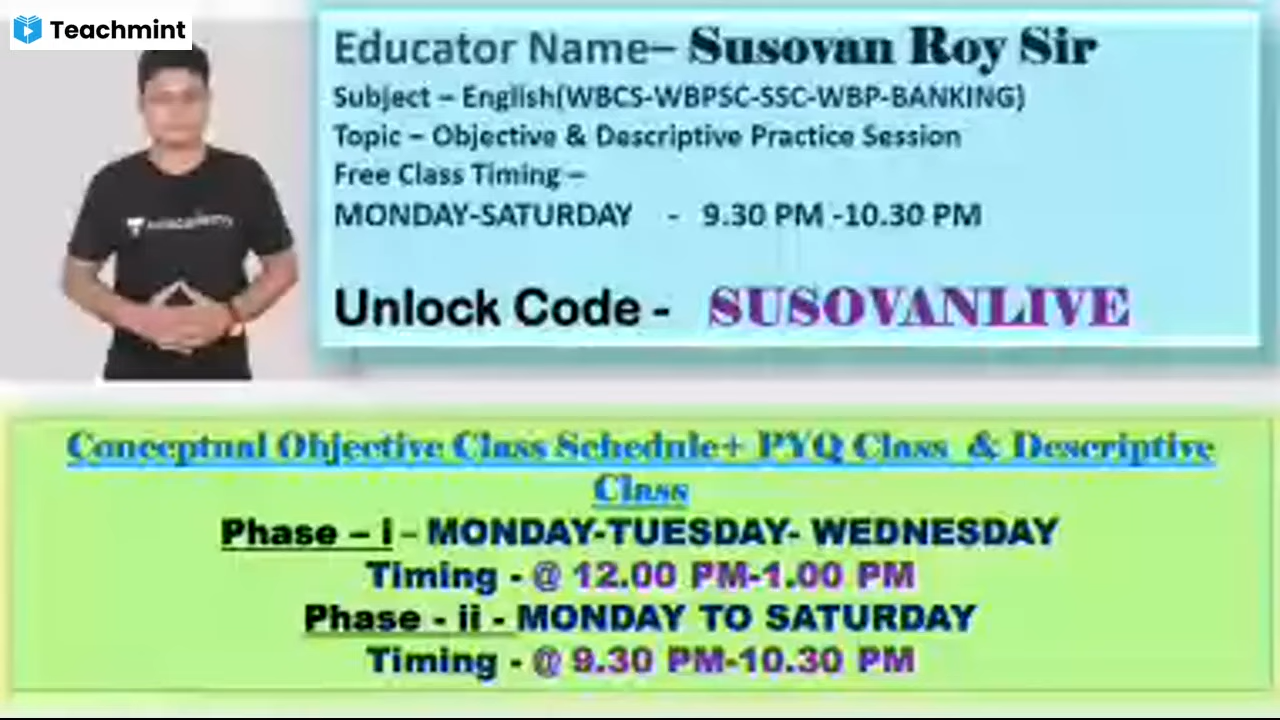 Teachmint
Educator Name– Susovan Roy Sir
Subject – English(WBCS-WBPSC-SSC-WBP-BANKING)
Topic – Objective & Descriptive Practice Session
Free Class Timing –
MONDAY-SATURDAY - 9.30 PM -10.30 PM
Unlock Code - SUSOVANLIVE
Conceptual Objective Class Schedule+ PYQ Class & Descriptive
Class
Phase – i – MONDAY-TUESDAY- WEDNESDAY
Timing - @ 12.00 PM-1.00 PM
Phase - ii - MONDAY TO SATURDAY
Timing - @ 9.30 PM-10.30 PM